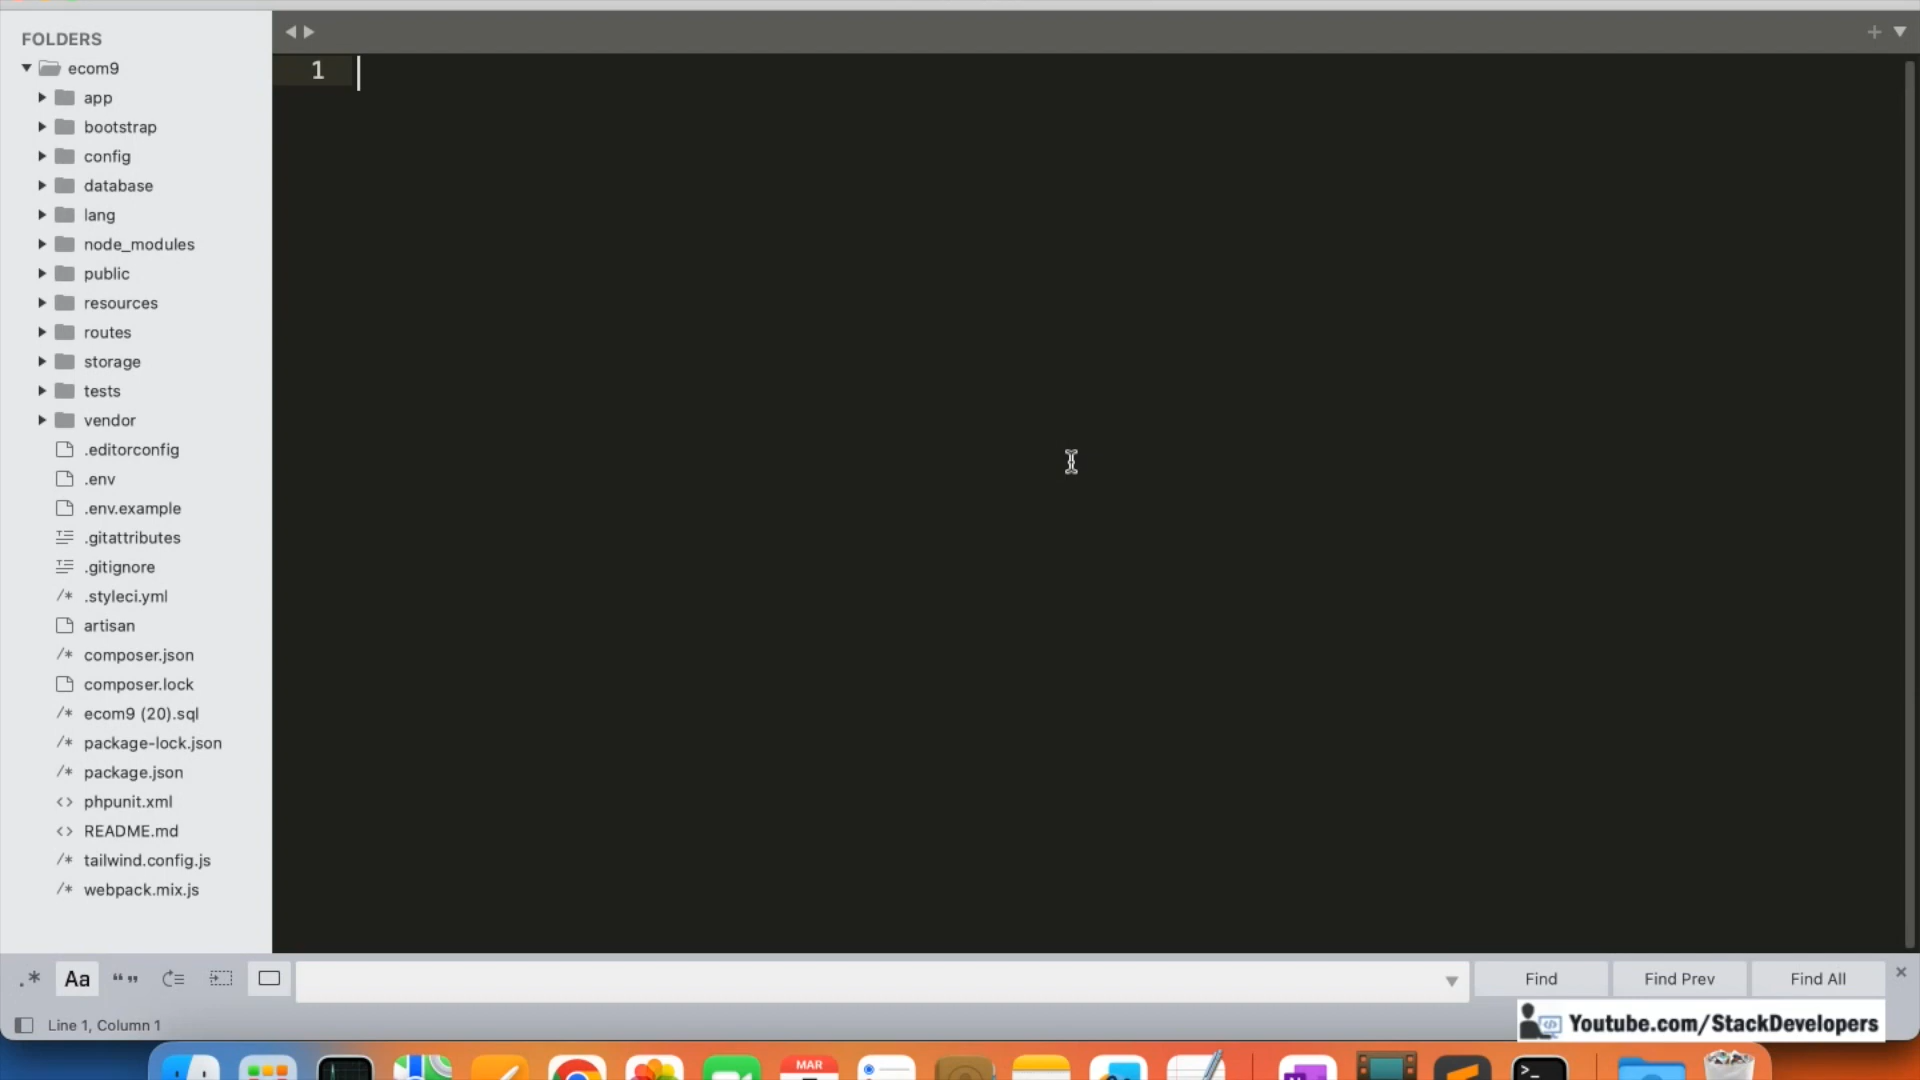 FOLDERS
ecom9
app
bootstrap
config
database
lang
node_modules
public
resources
routes
storage
tests
vendor
.editorconfig
.env
.env.example
.gitattributes
.gitignore
.styleci.yml
artisan
composer.json
composer.lock
ecom9 (20).sql
package-lock.json
package.json
phpunit.xml
README.md
tailwind.config.js
webpack.mix.js
1
.* Aa “” Find Find Prev Find All
Line 1, Column 1
Youtube.com/StackDevelopers
MAR